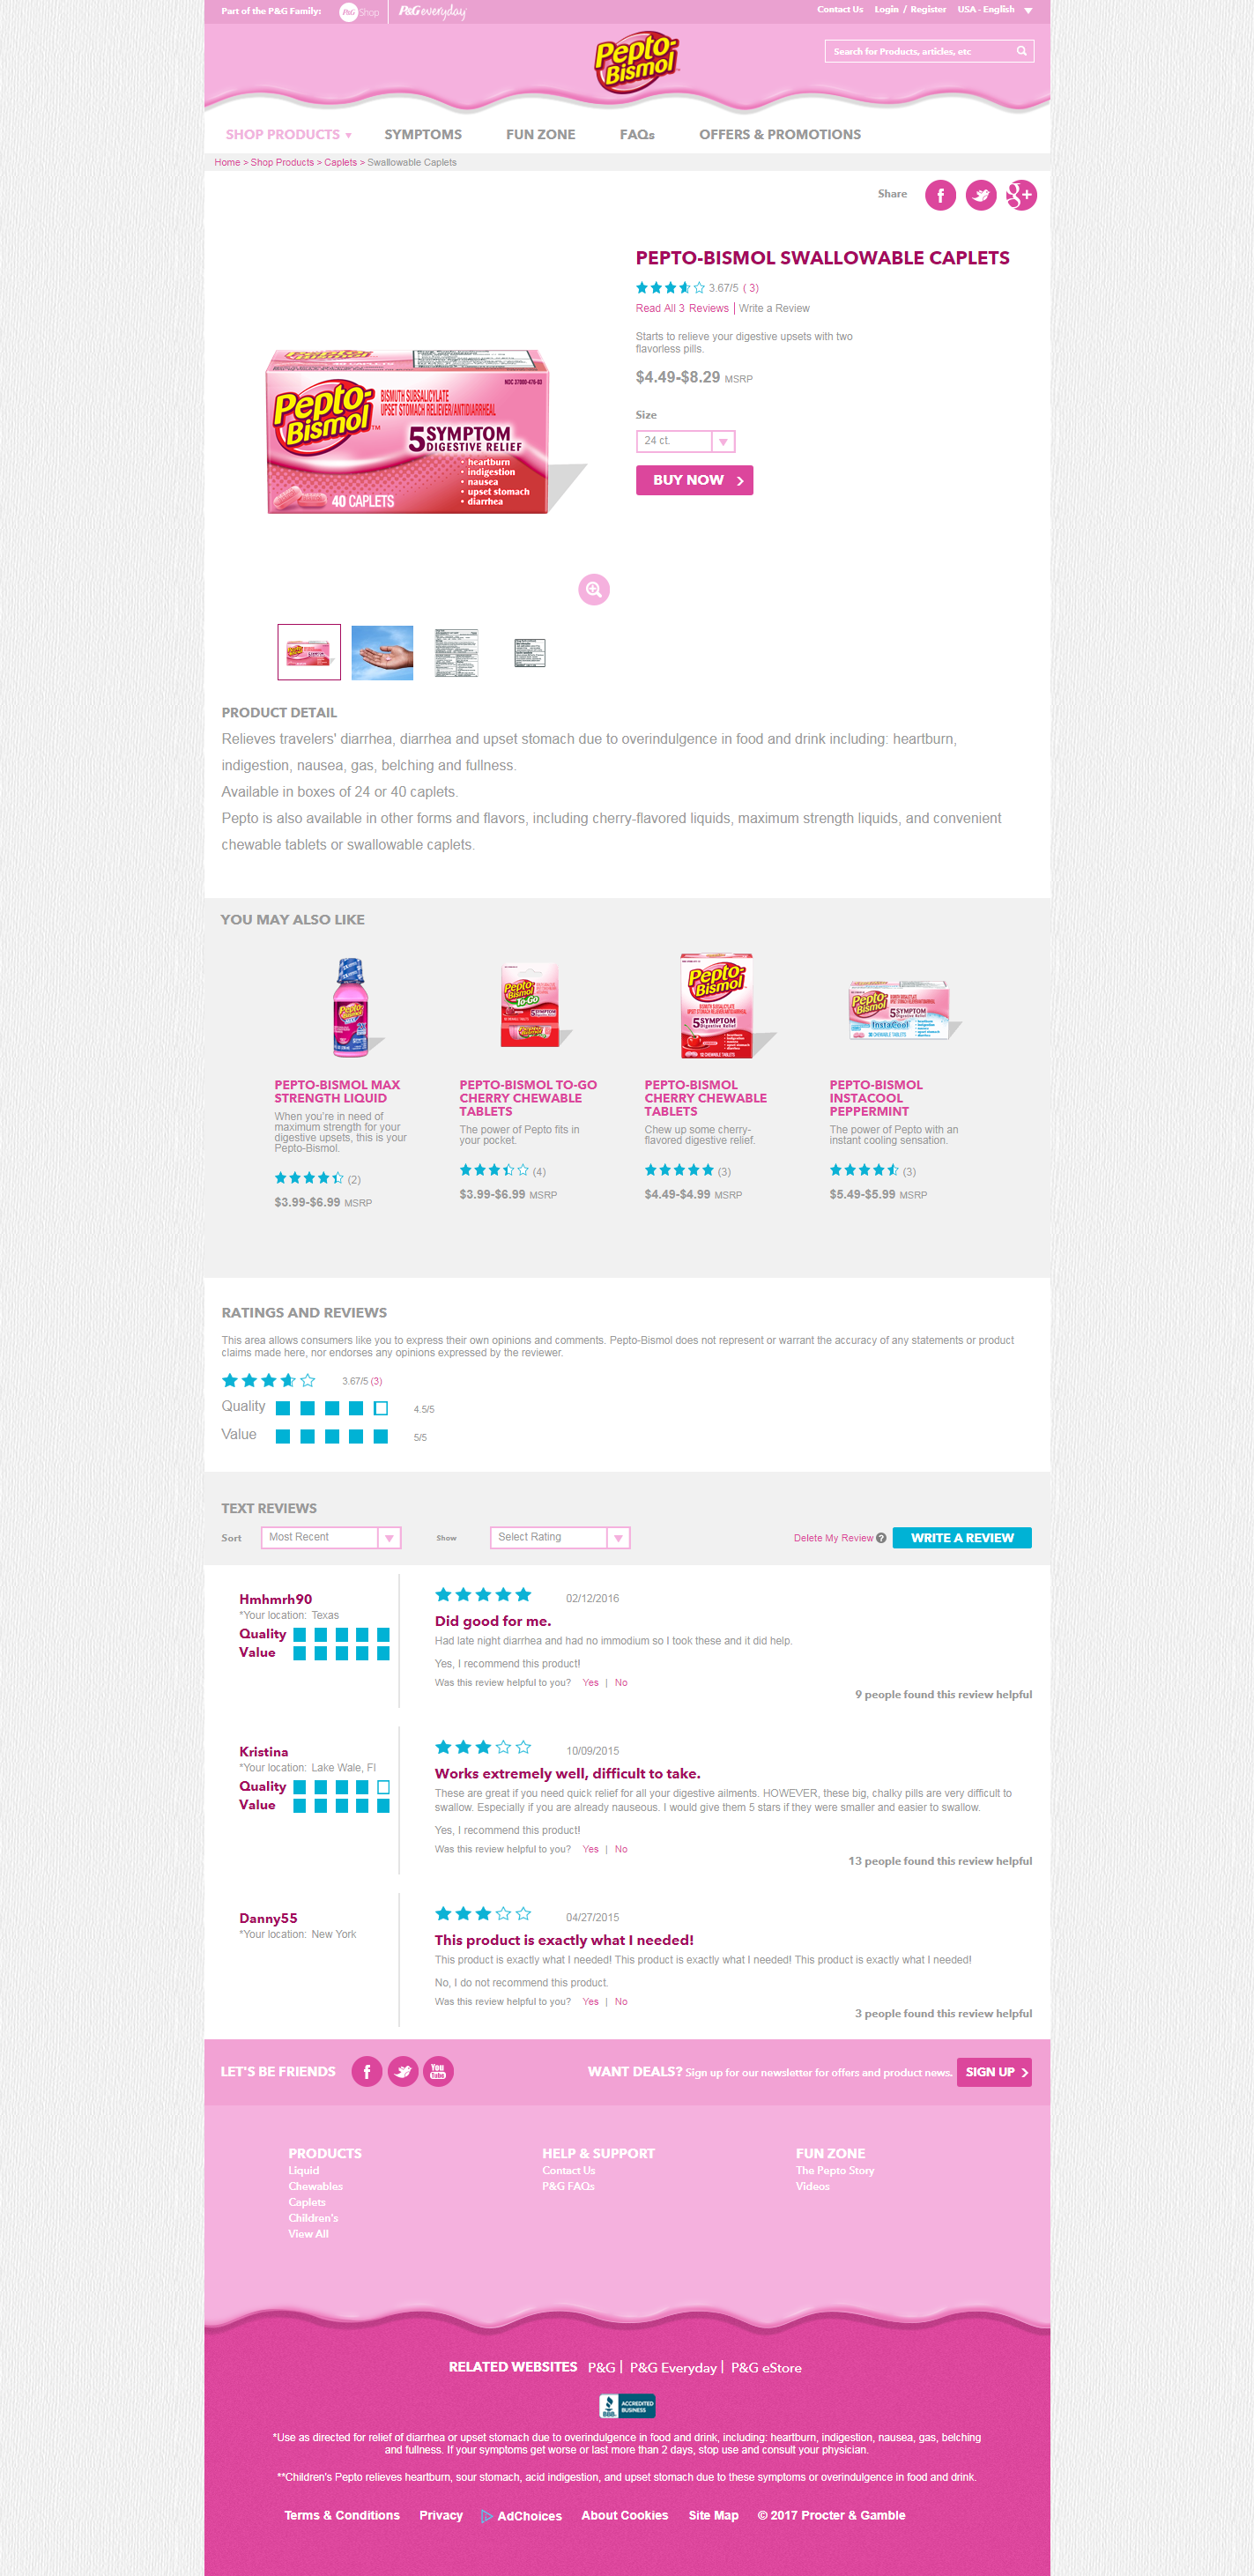 Part of the P&G Family:
P&G Shop
P&G everyday
Contact Us
Login / Register
USA - English
Pepto-Bismol
Search for Products, articles, etc
SHOP PRODUCTS
SYMPTOMS
FUN ZONE
FAQs
OFFERS & PROMOTIONS
Home > Shop Products > Caplets > Swallowable Caplets
Share
PEPTO-BISMOL SWALLOWABLE CAPLETS
3.67/5 ( 3)
Read All 3 Reviews | Write a Review
Starts to relieve your digestive upsets with two
flavorless pills.
$4.49-$8.29 MSRP
Size
24 ct.
BUY NOW
Pepto-
Bismol™
BISMUTH SUBSALICYLATE
UPSET STOMACH RELIEVER/ANTIDIARRHEAL
5 SYMPTOM
DIGESTIVE RELIEF
• heartburn
• indigestion
• nausea
• upset stomach
• diarrhea
40 CAPLETS
PRODUCT DETAIL
Relieves travelers' diarrhea, diarrhea and upset stomach due to overindulgence in food and drink including: heartburn,
indigestion, nausea, gas, belching and fullness.
Available in boxes of 24 or 40 caplets.
Pepto is also available in other forms and flavors, including cherry-flavored liquids, maximum strength liquids, and convenient
chewable tablets or swallowable caplets.
YOU MAY ALSO LIKE
PEPTO-BISMOL MAX
STRENGTH LIQUID
When you're in need of
maximum strength for your
digestive upsets, this is your
Pepto-Bismol.
(2)
$3.99-$6.99 MSRP
PEPTO-BISMOL TO-GO
CHERRY CHEWABLE
TABLETS
The power of Pepto fits in
your pocket.
(4)
$3.99-$6.99 MSRP
PEPTO-BISMOL
CHERRY CHEWABLE
TABLETS
Chew up some cherry-
flavored digestive relief.
(3)
$4.49-$4.99 MSRP
PEPTO-BISMOL
INSTACOOL
PEPPERMINT
The power of Pepto with an
instant cooling sensation.
(3)
$5.49-$5.99 MSRP
RATINGS AND REVIEWS
This area allows consumers like you to express their own opinions and comments. Pepto-Bismol does not represent or warrant the accuracy of any statements or product
claims made here, nor endorses any opinions expressed by the reviewer.
3.67/5 (3)
Quality 4.5/5
Value 5/5
TEXT REVIEWS
Sort
Most Recent
Show
Select Rating
Delete My Review ?
WRITE A REVIEW
Hmhmrh90
*Your location: Texas
Quality
Value
02/12/2016
Did good for me.
Had late night diarrhea and had no immodium so I took these and it did help.
Yes, I recommend this product!
Was this review helpful to you? Yes | No
9 people found this review helpful
Kristina
*Your location: Lake Wale, Fl
Quality
Value
10/09/2015
Works extremely well, difficult to take.
These are great if you need quick relief for all your digestive ailments. HOWEVER, these big, chalky pills are very difficult to
swallow. Especially if you are already nauseous. I would give them 5 stars if they were smaller and easier to swallow.
Yes, I recommend this product!
Was this review helpful to you? Yes | No
13 people found this review helpful
Danny55
*Your location: New York
04/27/2015
This product is exactly what I needed!
This product is exactly what I needed! This product is exactly what I needed! This product is exactly what I needed!
No, I do not recommend this product.
Was this review helpful to you? Yes | No
3 people found this review helpful
LET'S BE FRIENDS
You Tube
WANT DEALS? Sign up for our newsletter for offers and product news.
SIGN UP
PRODUCTS
Liquid
Chewables
Caplets
Children's
View All
HELP & SUPPORT
Contact Us
P&G FAQs
FUN ZONE
The Pepto Story
Videos
RELATED WEBSITES P&G | P&G Everyday | P&G eStore
BBB. ACCREDITED
BUSINESS
*Use as directed for relief of diarrhea or upset stomach due to overindulgence in food and drink, including: heartburn, indigestion, nausea, gas, belching
and fullness. If your symptoms get worse or last more than 2 days, stop use and consult your physician.
**Children's Pepto relieves heartburn, sour stomach, acid indigestion, and upset stomach due to these symptoms or overindulgence in food and drink.
Terms & Conditions
Privacy
AdChoices
About Cookies
Site Map
© 2017 Procter & Gamble